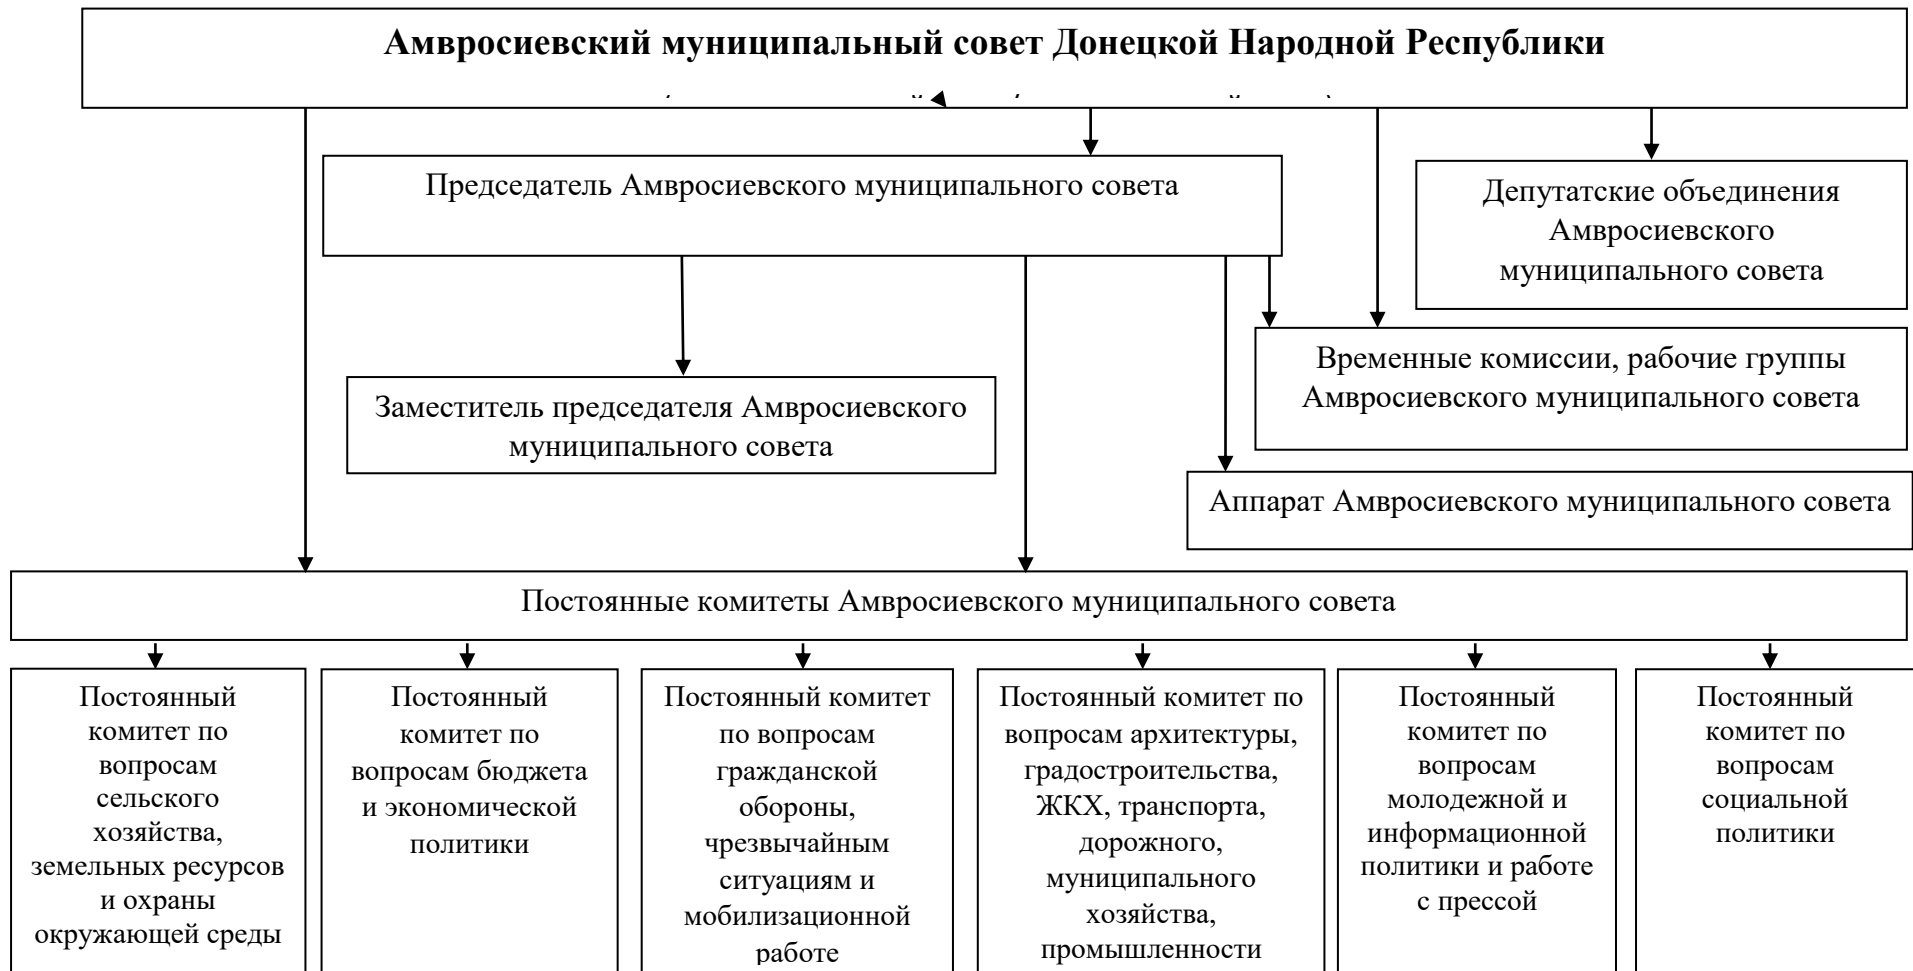 Амвросиевский муниципальный совет Донецкой Народной Республики
Председатель Амвросиевского муниципального совета
Депутатские объединения
Амвросиевского
муниципального совета
Временные комиссии, рабочие группы
Амвросиевского муниципального совета
Заместитель председателя Амвросиевского
муниципального совета
Аппарат Амвросиевского муниципального совета
Постоянные комитеты Амвросиевского муниципального совета
Постоянный
комитет по
вопросам
сельского
хозяйства,
земельных ресурсов
и охраны
окружающей среды
Постоянный
комитет по
вопросам бюджета
и экономической
политики
Постоянный комитет
по вопросам
гражданской
обороны,
чрезвычайным
ситуациям и
мобилизационной
работе
Постоянный комитет по
вопросам архитектуры,
градостроительства,
ЖКХ, транспорта,
дорожного,
муниципального
хозяйства,
промышленности
Постоянный
комитет по
вопросам
молодежной и
информационной
политики и работе
с прессой
Постоянный
комитет по
вопросам
социальной
политики